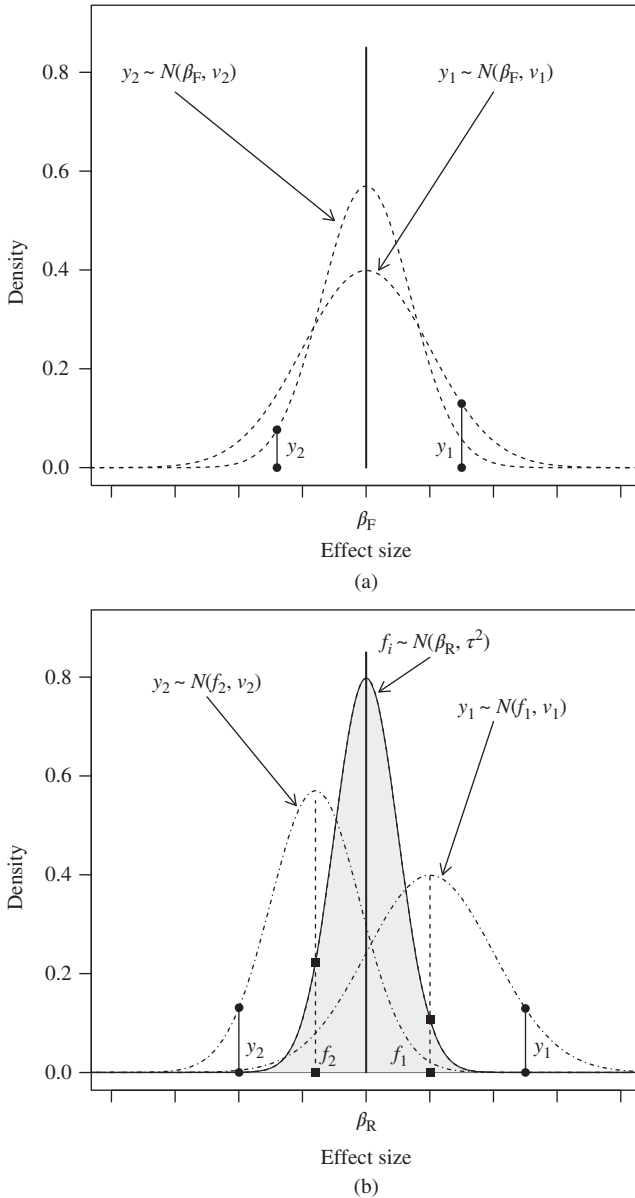 y₂ ~ N(β_F, v₂)
y₁ ~ N(β_F, v₁)
0.8
0.6
0.4
0.2
0.0
Density
y₂
y₁
β_F
Effect size
(a)
f_i ~ N(β_R, τ²)
y₂ ~ N(f₂, v₂)
y₁ ~ N(f₁, v₁)
0.8
0.6
0.4
0.2
0.0
Density
y₂
f₂
f₁
y₁
β_R
Effect size
(b)